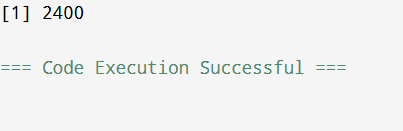 [1] 2400
=== Code Execution Successful ===